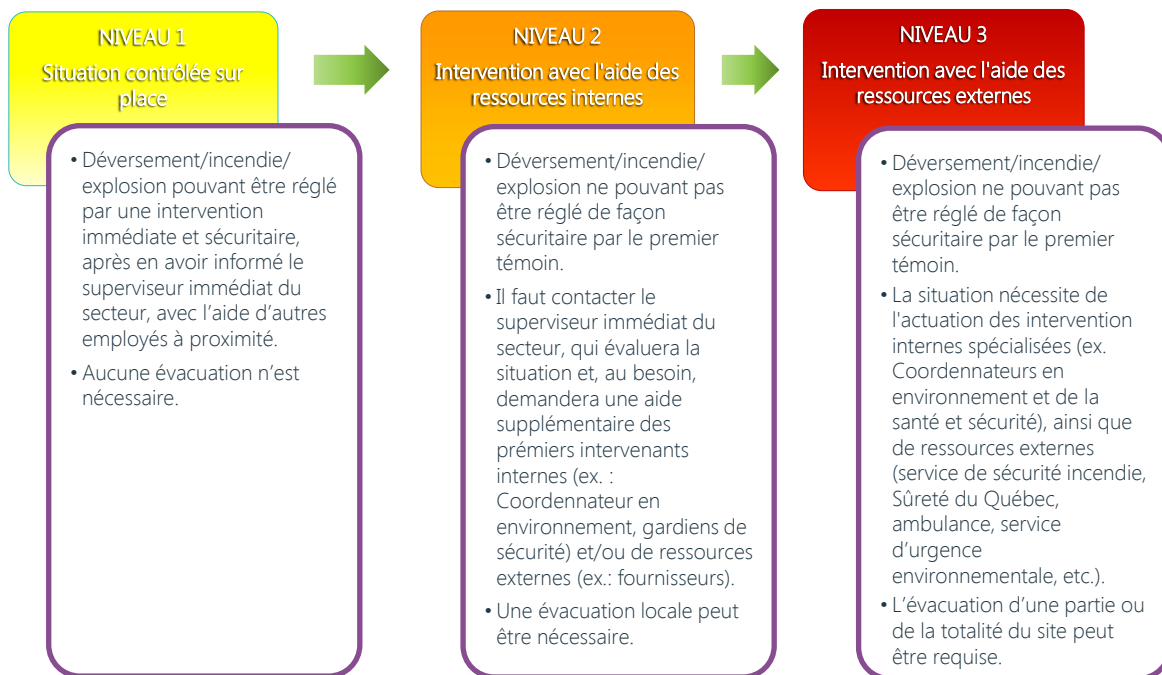 NIVEAU 1
Situation contrôlée sur
place
• Déversement/incendie/
explosion pouvant être réglé
par une intervention
immédiate et sécuritaire,
après en avoir informé le
superviseur immédiat du
secteur, avec l’aide d’autres
employés à proximité.
• Aucune évacuation n’est
nécessaire.
NIVEAU 2
Intervention avec l'aide des
ressources internes
• Déversement/incendie/
explosion ne pouvant pas
être réglé de façon
sécuritaire par le premier
témoin.
• Il faut contacter le
superviseur immédiat du
secteur, qui évaluera la
situation et, au besoin,
demandera une aide
supplémentaire des
prémiers intervenants
internes (ex. :
Coordennateur en
environnement, gardiens de
sécurité) et/ou de ressources
externes (ex.: fournisseurs).
• Une évacuation locale peut
être nécessaire.
NIVEAU 3
Intervention avec l'aide des
ressources externes
• Déversement/incendie/
explosion ne pouvant pas
être réglé de façon
sécuritaire par le premier
témoin.
• La situation nécessite de
l'actuation des intervention
internes spécialisées (ex.
Coordennateurs en
environnement et de la
santé et sécurité), ainsi que
de ressources externes
(service de sécurité incendie,
Sûreté du Québec,
ambulance, service
d’urgence
environnementale, etc.).
• L’évacuation d’une partie ou
de la totalité du site peut
être requise.